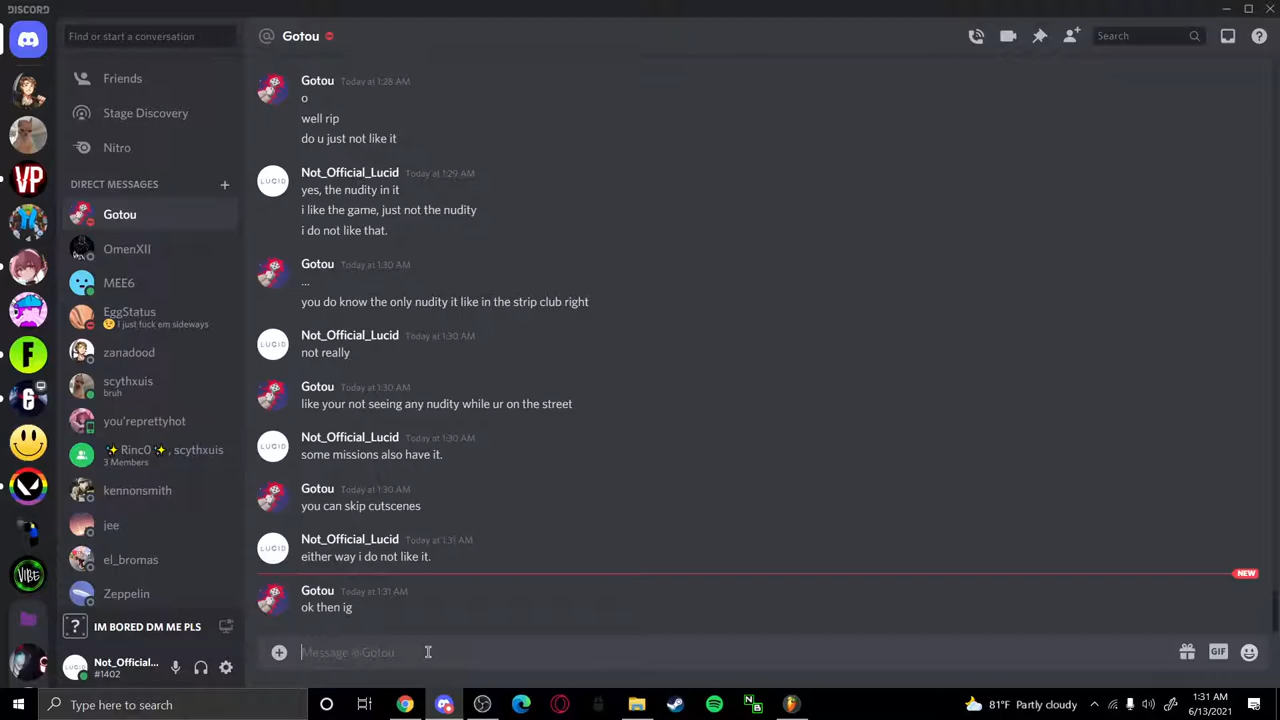 DISCORD
Find or start a conversation
Friends
Stage Discovery
Nitro
DIRECT MESSAGES
Gotou
OmenXII
MEE6
EggStatus
I just fuck em sideways
zanadood
scythxuis
bruh
you'reprettyhot
✨Rinc0✨, scythxuis
3 Members
kennonsmith
jee
el_bromas
Zeppelin
IM BORED DM ME PLS
Not_Official...
#1402
VP
F
6
VIBE
@ Gotou
Search
Gotou Today at 1:28 AM
o
well rip
do u just not like it
LUCID
Not_Official_Lucid Today at 1:29 AM
yes, the nudity in it
i like the game, just not the nudity
i do not like that.
Gotou Today at 1:30 AM
...
you do know the only nudity it like in the strip club right
LUCID
Not_Official_Lucid Today at 1:30 AM
not really
Gotou Today at 1:30 AM
like your not seeing any nudity while ur on the street
LUCID
Not_Official_Lucid Today at 1:30 AM
some missions also have it.
Gotou Today at 1:30 AM
you can skip cutscenes
LUCID
Not_Official_Lucid Today at 1:31 AM
either way i do not like it.
NEW
Gotou Today at 1:31 AM
ok then ig
Message @Gotou
GIF
Type here to search
NB
81°F Partly cloudy
1:31 AM
6/13/2021